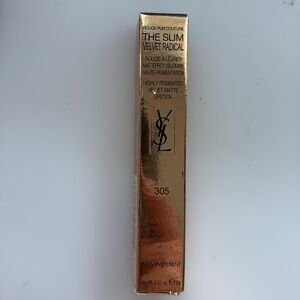 ROUGE PUR COUTURE
THE SLIM
VELVET RADICAL
ROUGE À LÈVRES
MAT EFFET VELOURS
HAUTE PIGMENTATION
HIGHLY PIGMENTED
VELVET MATTE
LIPSTICK
YSL
305
YVESSAINTLAURENT